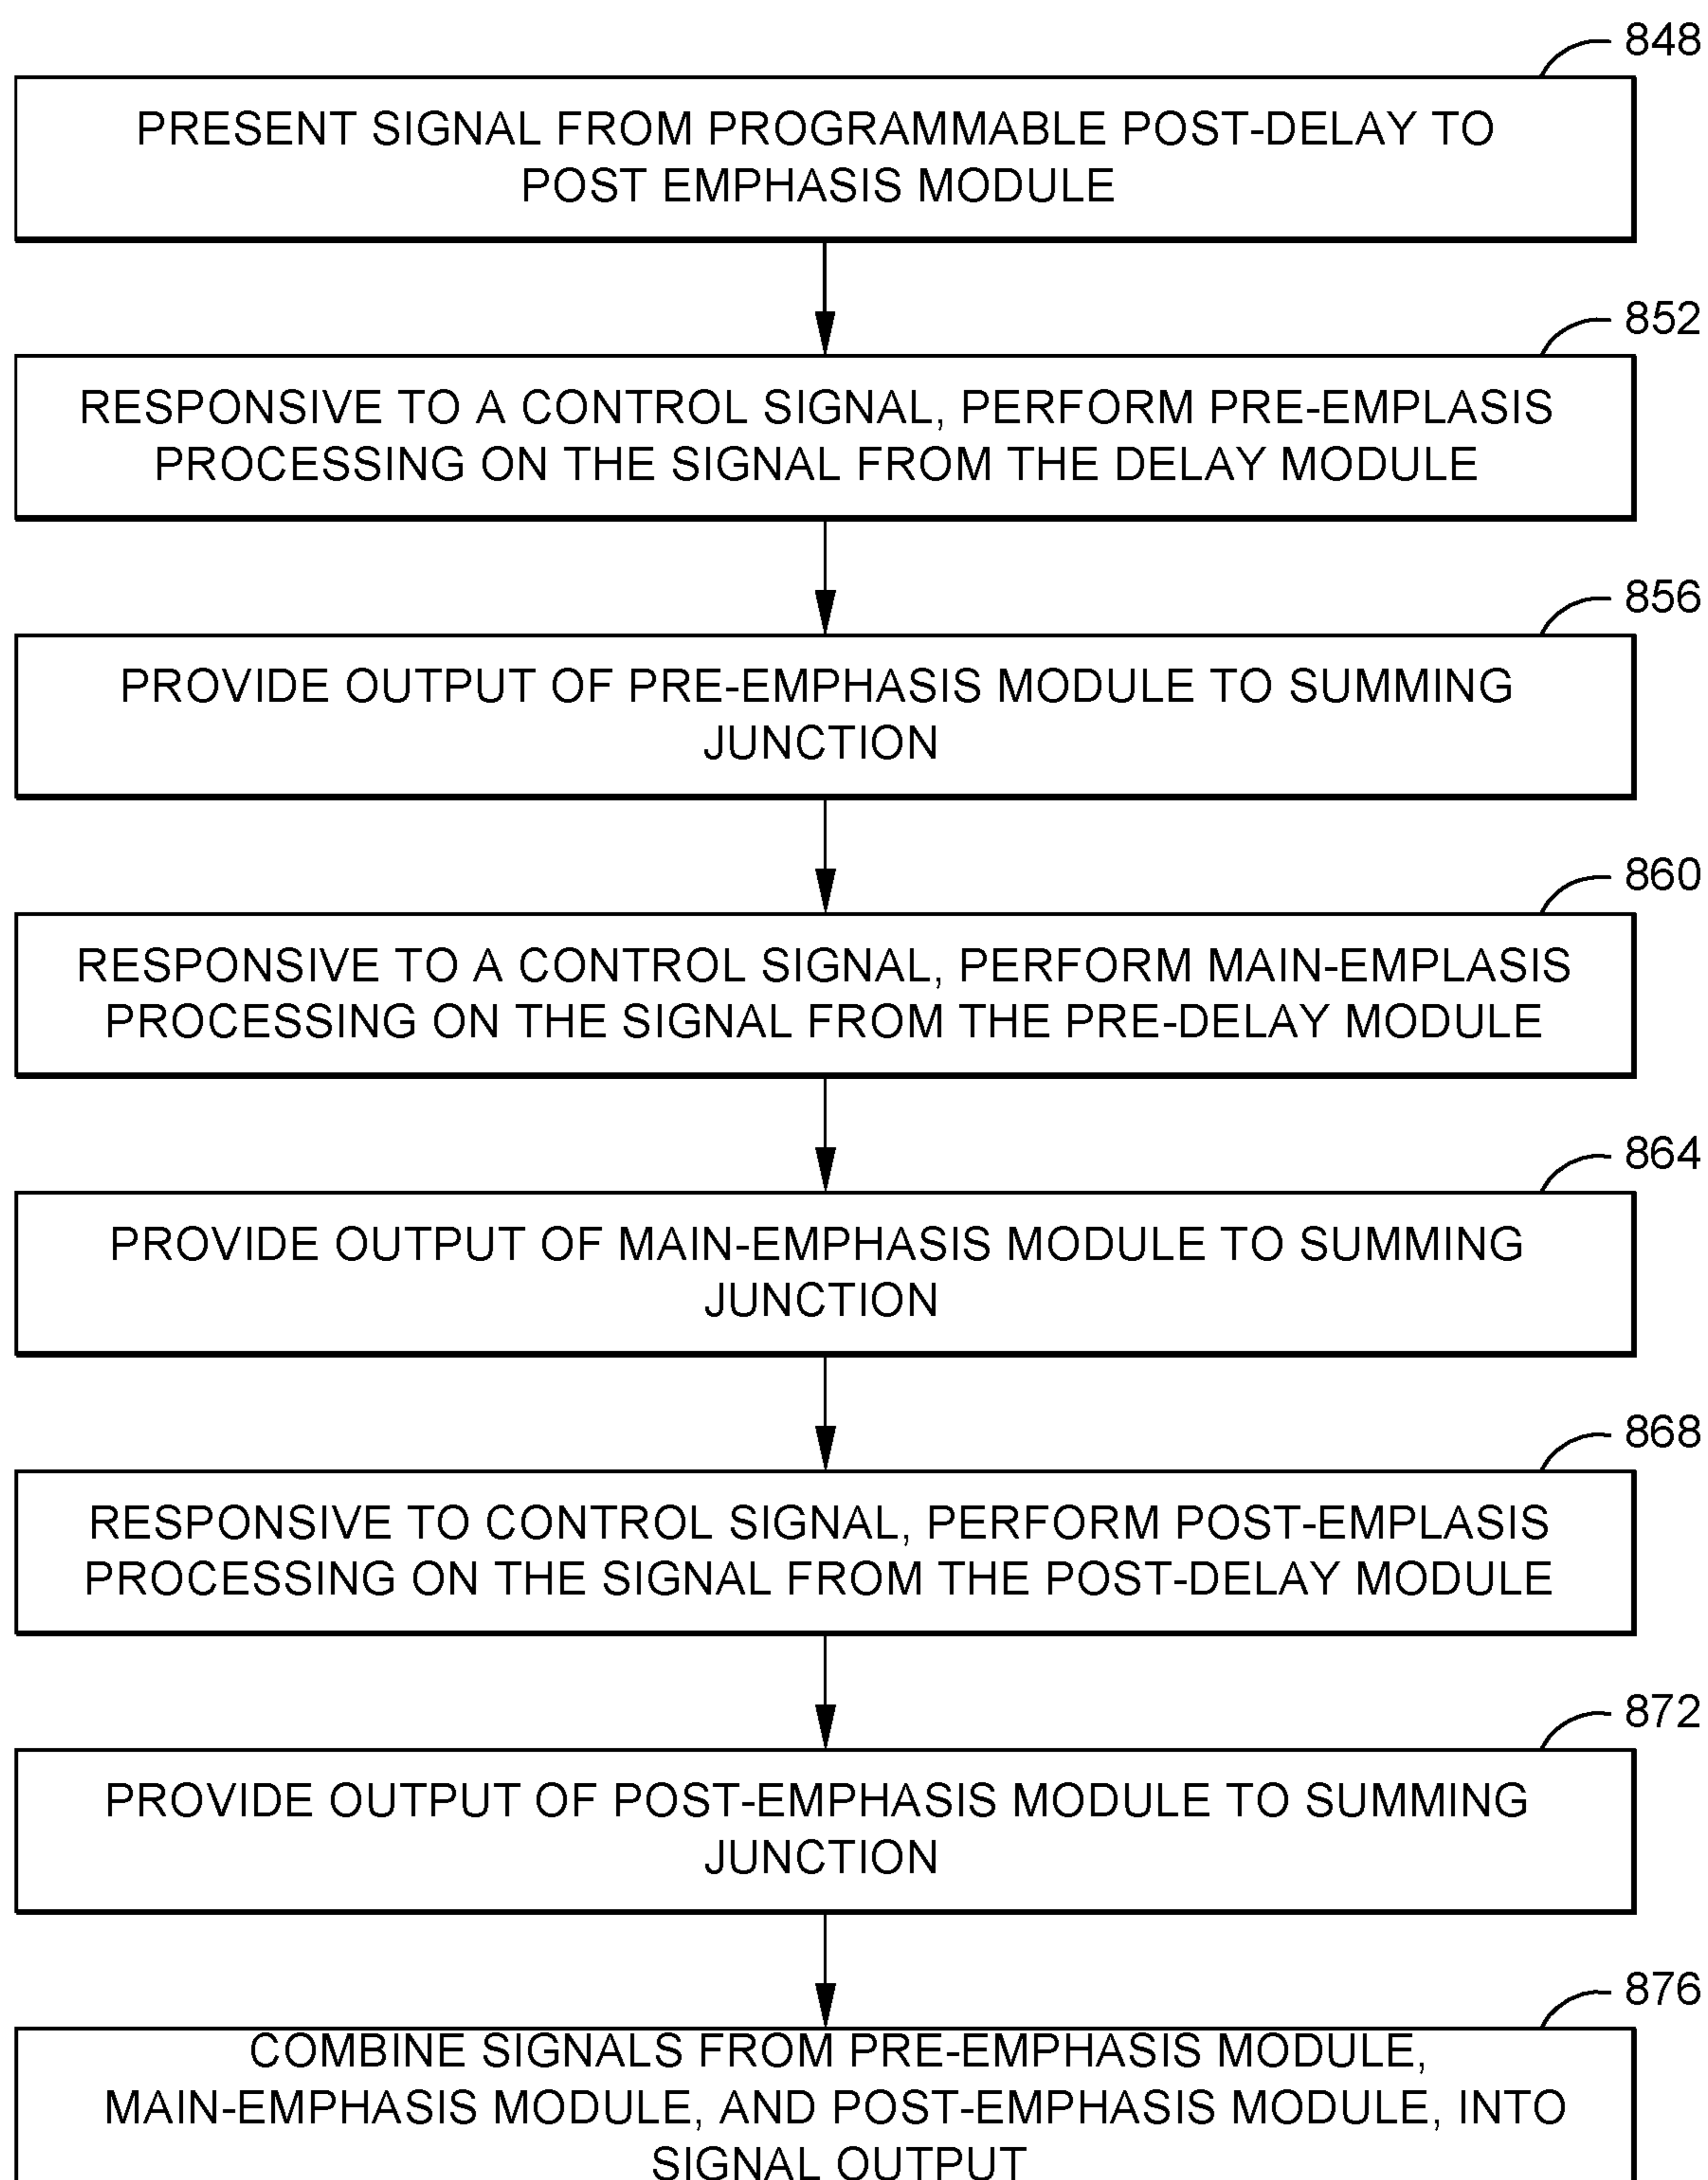 848
PRESENT SIGNAL FROM PROGRAMMABLE POST-DELAY TO
POST EMPHASIS MODULE
852
RESPONSIVE TO A CONTROL SIGNAL, PERFORM PRE-EMPLASIS
PROCESSING ON THE SIGNAL FROM THE DELAY MODULE
856
PROVIDE OUTPUT OF PRE-EMPHASIS MODULE TO SUMMING
JUNCTION
860
RESPONSIVE TO A CONTROL SIGNAL, PERFORM MAIN-EMPLASIS
PROCESSING ON THE SIGNAL FROM THE PRE-DELAY MODULE
864
PROVIDE OUTPUT OF MAIN-EMPHASIS MODULE TO SUMMING
JUNCTION
868
RESPONSIVE TO CONTROL SIGNAL, PERFORM POST-EMPLASIS
PROCESSING ON THE SIGNAL FROM THE POST-DELAY MODULE
872
PROVIDE OUTPUT OF POST-EMPHASIS MODULE TO SUMMING
JUNCTION
876
COMBINE SIGNALS FROM PRE-EMPHASIS MODULE,
MAIN-EMPHASIS MODULE, AND POST-EMPHASIS MODULE, INTO
SIGNAL OUTPUT